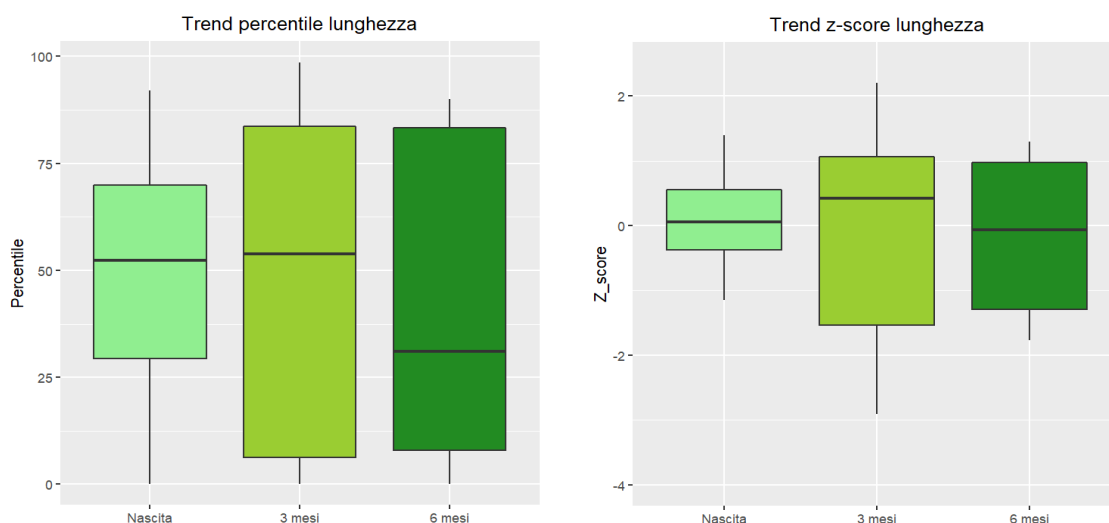 Trend percentile lunghezza
100
75
50
25
0
Percentile
Nascita 3 mesi 6 mesi
Trend z-score lunghezza
2
0
-2
-4
Z_score
Nascita 3 mesi 6 mesi